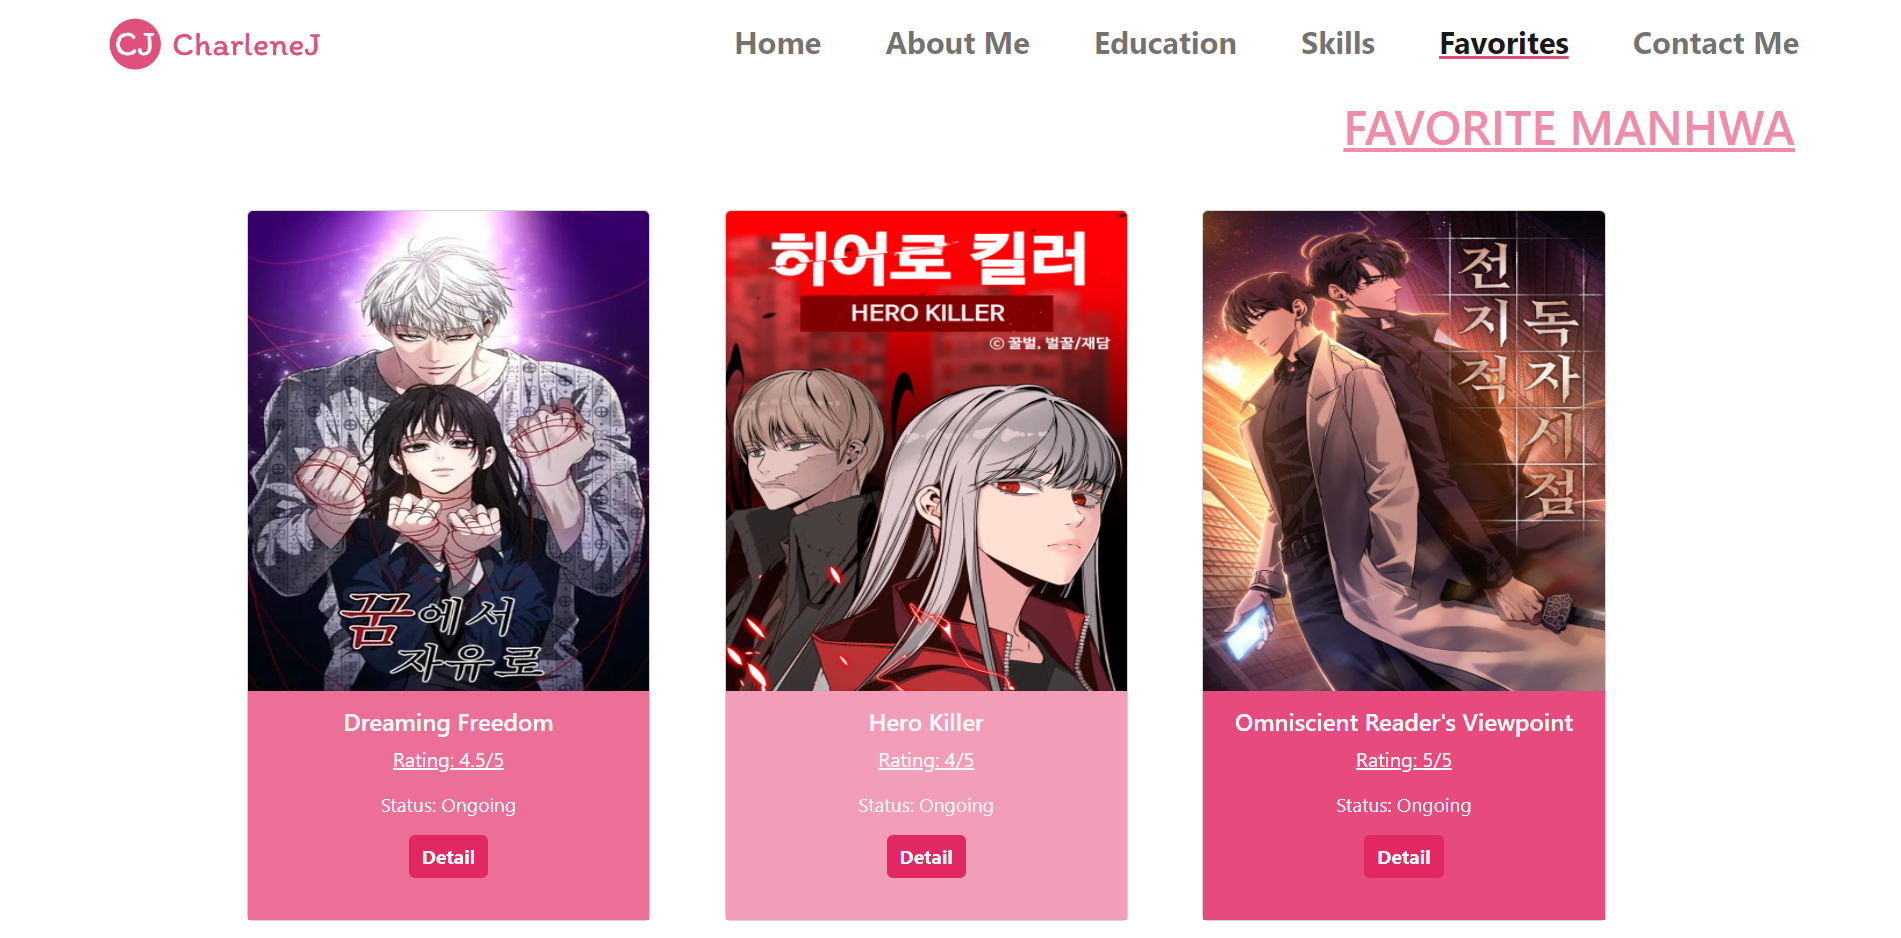 CJ CharleneJ
Home About Me Education Skills Favorites Contact Me
FAVORITE MANHWA
꿈에서
자유로
Dreaming Freedom
Rating: 4.5/5
Status: Ongoing
Detail
히어로 킬러
HERO KILLER
© 꿀벌, 벌꿀/재담
Hero Killer
Rating: 4/5
Status: Ongoing
Detail
전지적
독자시점
Omniscient Reader's Viewpoint
Rating: 5/5
Status: Ongoing
Detail